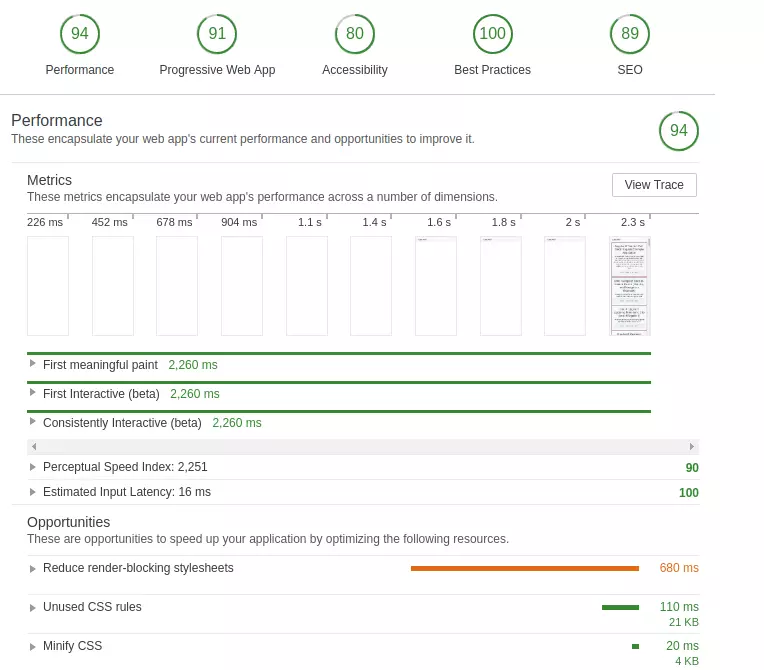 94 91 80 100 89
Performance Progressive Web App Accessibility Best Practices SEO
Performance
These encapsulate your web app's current performance and opportunities to improve it.
94
Metrics
These metrics encapsulate your web app's performance across a number of dimensions.
View Trace
226 ms 452 ms 678 ms 904 ms 1.1 s 1.4 s 1.6 s 1.8 s 2 s 2.3 s
First meaningful paint 2,260 ms
First Interactive (beta) 2,260 ms
Consistently Interactive (beta) 2,260 ms
Perceptual Speed Index: 2,251 90
Estimated Input Latency: 16 ms 100
Opportunities
These are opportunities to speed up your application by optimizing the following resources.
Reduce render-blocking stylesheets 680 ms
Unused CSS rules 110 ms
21 KB
Minify CSS 20 ms
4 KB